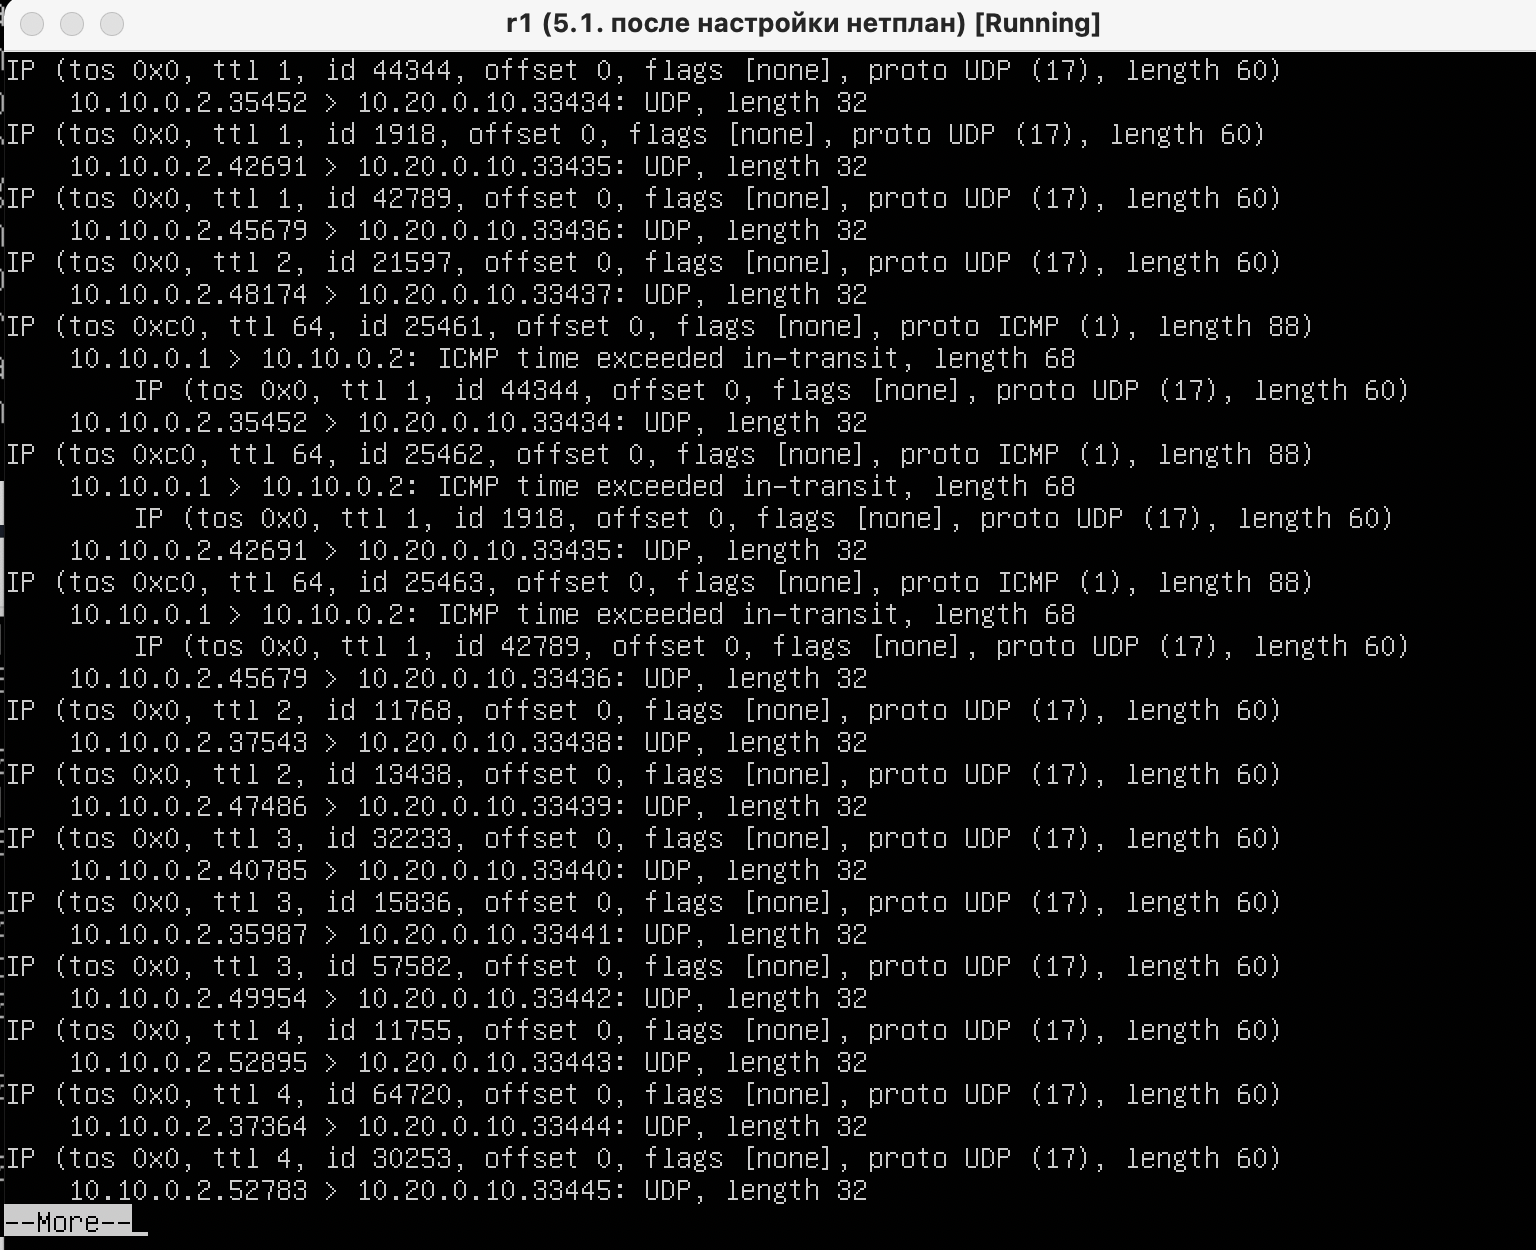 r1 (5.1. после настройки нетплан) [Running]
IP (tos 0x0, ttl 1, id 44344, offset 0, flags [none], proto UDP (17), length 60)
    10.10.0.2.35452 > 10.20.0.10.33434: UDP, length 32
IP (tos 0x0, ttl 1, id 1918, offset 0, flags [none], proto UDP (17), length 60)
    10.10.0.2.42691 > 10.20.0.10.33435: UDP, length 32
IP (tos 0x0, ttl 1, id 42789, offset 0, flags [none], proto UDP (17), length 60)
    10.10.0.2.45679 > 10.20.0.10.33436: UDP, length 32
IP (tos 0x0, ttl 2, id 21597, offset 0, flags [none], proto UDP (17), length 60)
    10.10.0.2.48174 > 10.20.0.10.33437: UDP, length 32
IP (tos 0xc0, ttl 64, id 25461, offset 0, flags [none], proto ICMP (1), length 88)
    10.10.0.1 > 10.10.0.2: ICMP time exceeded in-transit, length 68
        IP (tos 0x0, ttl 1, id 44344, offset 0, flags [none], proto UDP (17), length 60)
    10.10.0.2.35452 > 10.20.0.10.33434: UDP, length 32
IP (tos 0xc0, ttl 64, id 25462, offset 0, flags [none], proto ICMP (1), length 88)
    10.10.0.1 > 10.10.0.2: ICMP time exceeded in-transit, length 68
        IP (tos 0x0, ttl 1, id 1918, offset 0, flags [none], proto UDP (17), length 60)
    10.10.0.2.42691 > 10.20.0.10.33435: UDP, length 32
IP (tos 0xc0, ttl 64, id 25463, offset 0, flags [none], proto ICMP (1), length 88)
    10.10.0.1 > 10.10.0.2: ICMP time exceeded in-transit, length 68
        IP (tos 0x0, ttl 1, id 42789, offset 0, flags [none], proto UDP (17), length 60)
    10.10.0.2.45679 > 10.20.0.10.33436: UDP, length 32
IP (tos 0x0, ttl 2, id 11768, offset 0, flags [none], proto UDP (17), length 60)
    10.10.0.2.37543 > 10.20.0.10.33438: UDP, length 32
IP (tos 0x0, ttl 2, id 13438, offset 0, flags [none], proto UDP (17), length 60)
    10.10.0.2.47486 > 10.20.0.10.33439: UDP, length 32
IP (tos 0x0, ttl 3, id 32233, offset 0, flags [none], proto UDP (17), length 60)
    10.10.0.2.40785 > 10.20.0.10.33440: UDP, length 32
IP (tos 0x0, ttl 3, id 15836, offset 0, flags [none], proto UDP (17), length 60)
    10.10.0.2.35987 > 10.20.0.10.33441: UDP, length 32
IP (tos 0x0, ttl 3, id 57582, offset 0, flags [none], proto UDP (17), length 60)
    10.10.0.2.49954 > 10.20.0.10.33442: UDP, length 32
IP (tos 0x0, ttl 4, id 11755, offset 0, flags [none], proto UDP (17), length 60)
    10.10.0.2.52895 > 10.20.0.10.33443: UDP, length 32
IP (tos 0x0, ttl 4, id 64720, offset 0, flags [none], proto UDP (17), length 60)
    10.10.0.2.37364 > 10.20.0.10.33444: UDP, length 32
IP (tos 0x0, ttl 4, id 30253, offset 0, flags [none], proto UDP (17), length 60)
    10.10.0.2.52783 > 10.20.0.10.33445: UDP, length 32
--More--